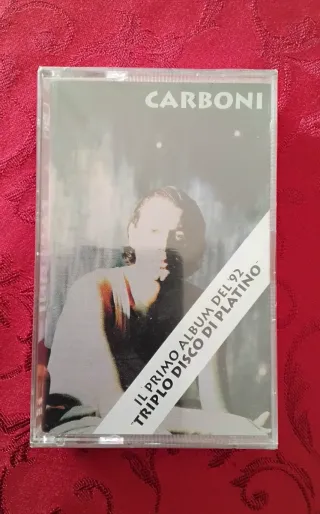 CARBONI
IL PRIMO ALBUM DEL 92
"TRIPLO DISCO DI PLATINO"